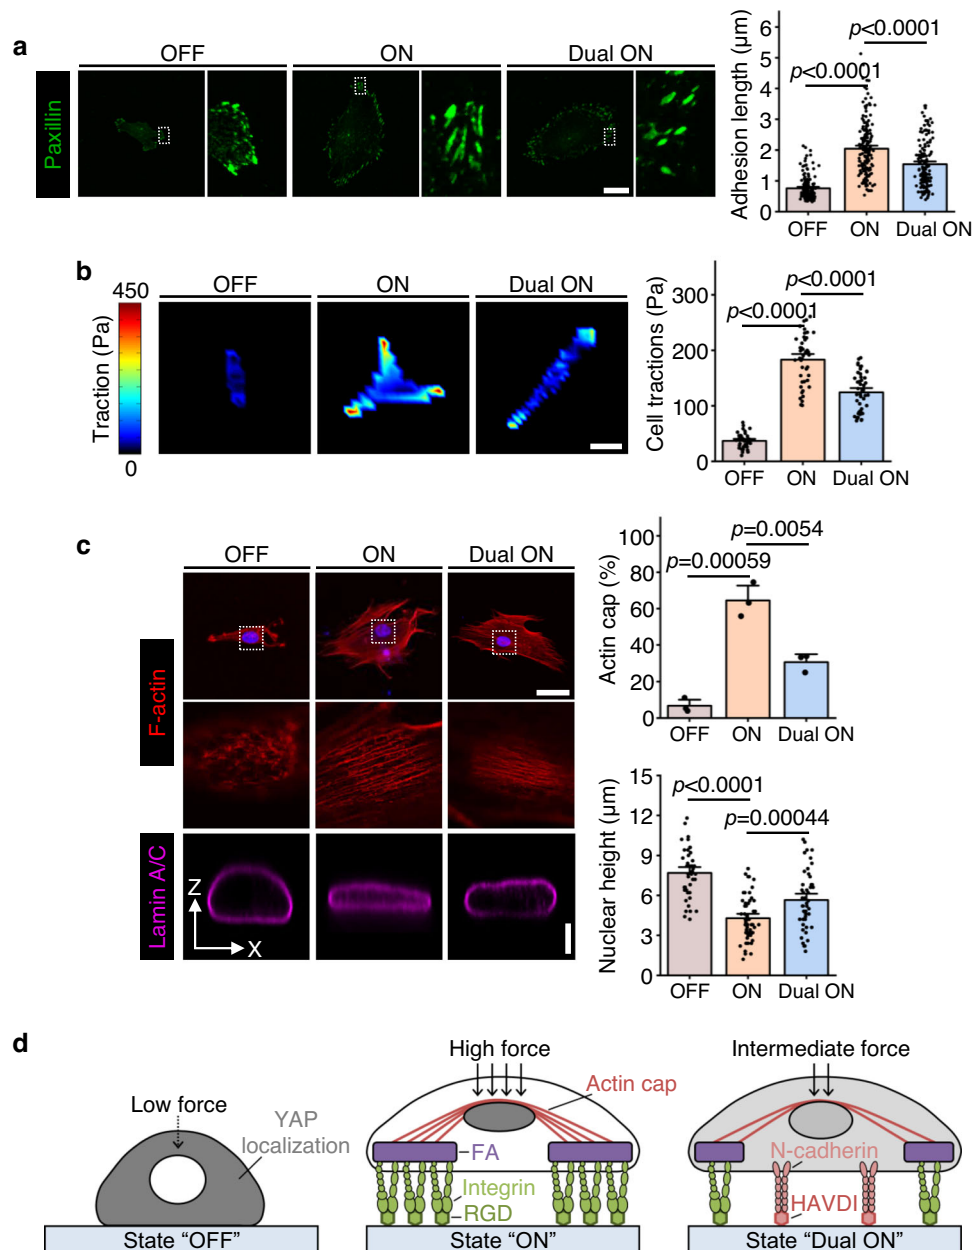 a
OFF
ON
Dual ON
Paxillin
Adhesion length (µm)
6
5
4
3
2
1
0
p<0.0001
p<0.0001
OFF
ON
Dual ON
b
450
Traction (Pa)
0
OFF
ON
Dual ON
Cell tractions (Pa)
300
200
100
0
p<0.0001
p<0.0001
OFF
ON
Dual ON
c
OFF
ON
Dual ON
F-actin
Lamin A/C
Z
X
Actin cap (%)
100
80
60
40
20
0
p=0.0054
p=0.00059
OFF
ON
Dual ON
Nuclear height (µm)
15
12
9
6
3
0
p<0.0001
p=0.00044
OFF
ON
Dual ON
d
Low force
YAP
localization
State “OFF”
High force
Actin cap
FA
Integrin
RGD
State “ON”
Intermediate force
N-cadherin
HAVDI
State “Dual ON”